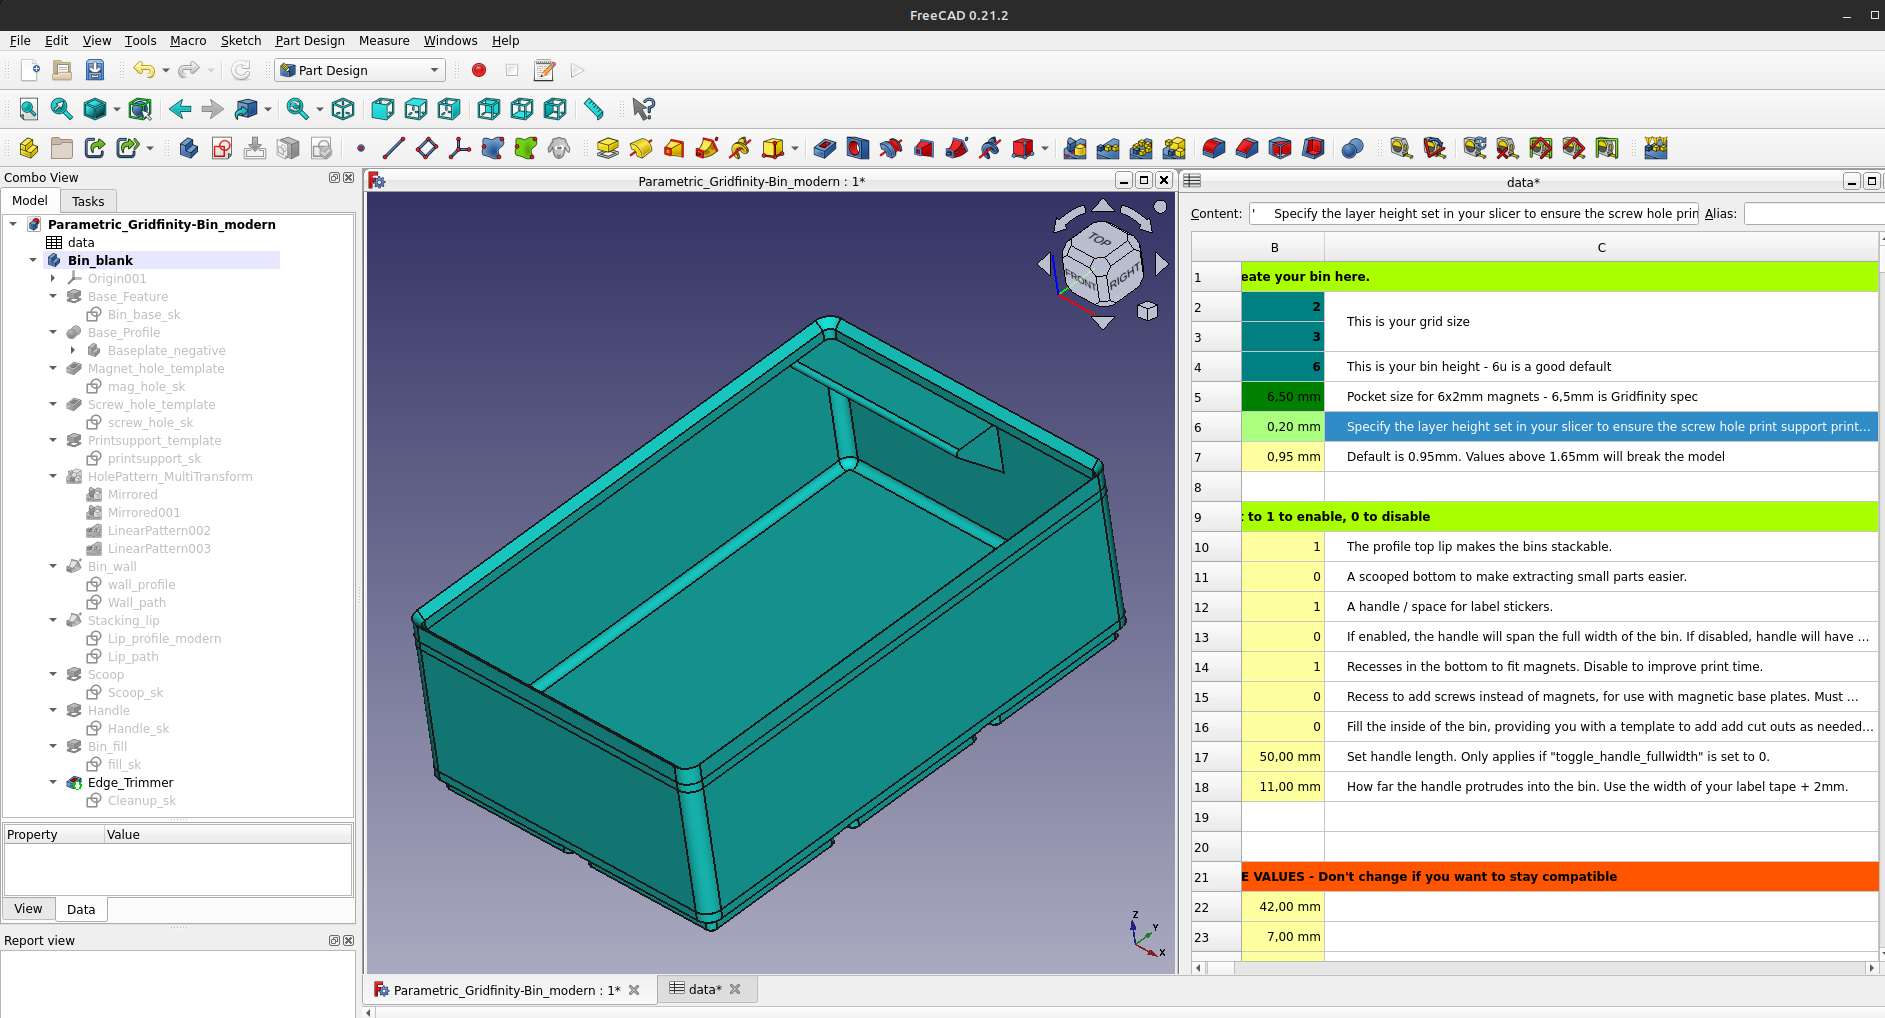 FreeCAD 0.21.2
File Edit View Tools Macro Sketch Part Design Measure Windows Help
Part Design
Combo View
Model Tasks
Parametric_Gridfinity-Bin_modern
data
Bin_blank
Origin001
Base_Feature
Bin_base_sk
Base_Profile
Baseplate_negative
Magnet_hole_template
mag_hole_sk
Screw_hole_template
screw_hole_sk
Printsupport_template
printsupport_sk
HolePattern_MultiTransform
Mirrored
Mirrored001
LinearPattern002
LinearPattern003
Bin_wall
wall_profile
Wall_path
Stacking_lip
Lip_profile_modern
Lip_path
Scoop
Scoop_sk
Handle
Handle_sk
Bin_fill
fill_sk
Edge_Trimmer
Cleanup_sk
Property Value
View Data
Report view
Parametric_Gridfinity-Bin_modern : 1*
TOP
FRONT
RIGHT
Z
Y
X
Parametric_Gridfinity-Bin_modern : 1*
data*
data*
Content: ' Specify the layer height set in your slicer to ensure the screw hole prin Alias:
B C
1 eate your bin here.
2 2 This is your grid size
3 3
4 6 This is your bin height - 6u is a good default
5 6,50 mm Pocket size for 6x2mm magnets - 6,5mm is Gridfinity spec
6 0,20 mm Specify the layer height set in your slicer to ensure the screw hole print support print...
7 0,95 mm Default is 0.95mm. Values above 1.65mm will break the model
8
9 : to 1 to enable, 0 to disable
10 1 The profile top lip makes the bins stackable.
11 0 A scooped bottom to make extracting small parts easier.
12 1 A handle / space for label stickers.
13 0 If enabled, the handle will span the full width of the bin. If disabled, handle will have ...
14 1 Recesses in the bottom to fit magnets. Disable to improve print time.
15 0 Recess to add screws instead of magnets, for use with magnetic base plates. Must ...
16 0 Fill the inside of the bin, providing you with a template to add add cut outs as needed...
17 50,00 mm Set handle length. Only applies if "toggle_handle_fullwidth" is set to 0.
18 11,00 mm How far the handle protrudes into the bin. Use the width of your label tape + 2mm.
19
20
21 E VALUES - Don't change if you want to stay compatible
22 42,00 mm
23 7,00 mm